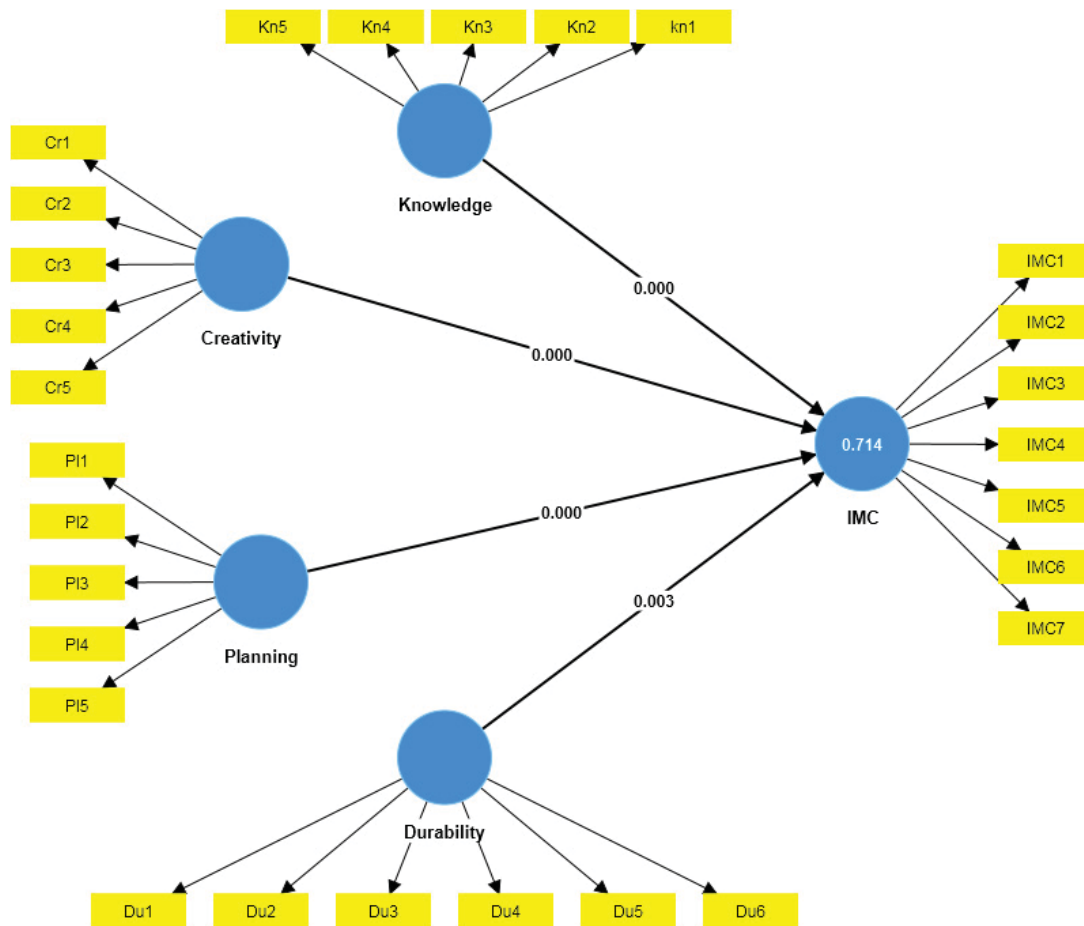 Kn5 Kn4 Kn3 Kn2 kn1
Knowledge
Cr1
Cr2
Cr3
Cr4
Cr5
Creativity
0.000
0.000
IMC1
IMC2
IMC3
IMC4
IMC5
IMC6
IMC7
0.714
IMC
Pl1
Pl2
Pl3
Pl4
Pl5
Planning
0.000
0.003
Durability
Du1 Du2 Du3 Du4 Du5 Du6